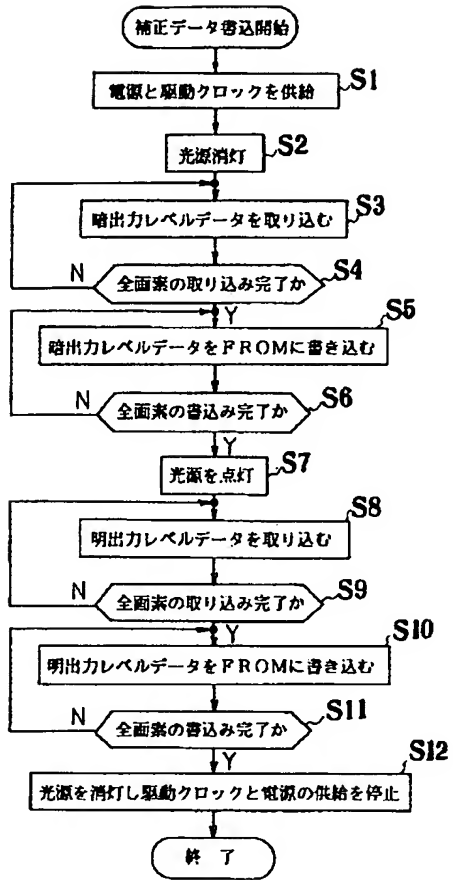 補正データ書込開始
電源と駆動クロックを供給
S1
光源消灯
S2
暗出力レベルデータを取り込む
S3
N
全画素の取り込み完了か
S4
Y
暗出力レベルデータをFROMに書き込む
S5
N
全画素の書込み完了か
S6
Y
光源を点灯
S7
明出力レベルデータを取り込む
S8
N
全画素の取り込み完了か
S9
Y
明出力レベルデータをFROMに書き込む
S10
N
全画素の書込み完了か
S11
Y
光源を消灯し駆動クロックと電源の供給を停止
S12
終 了